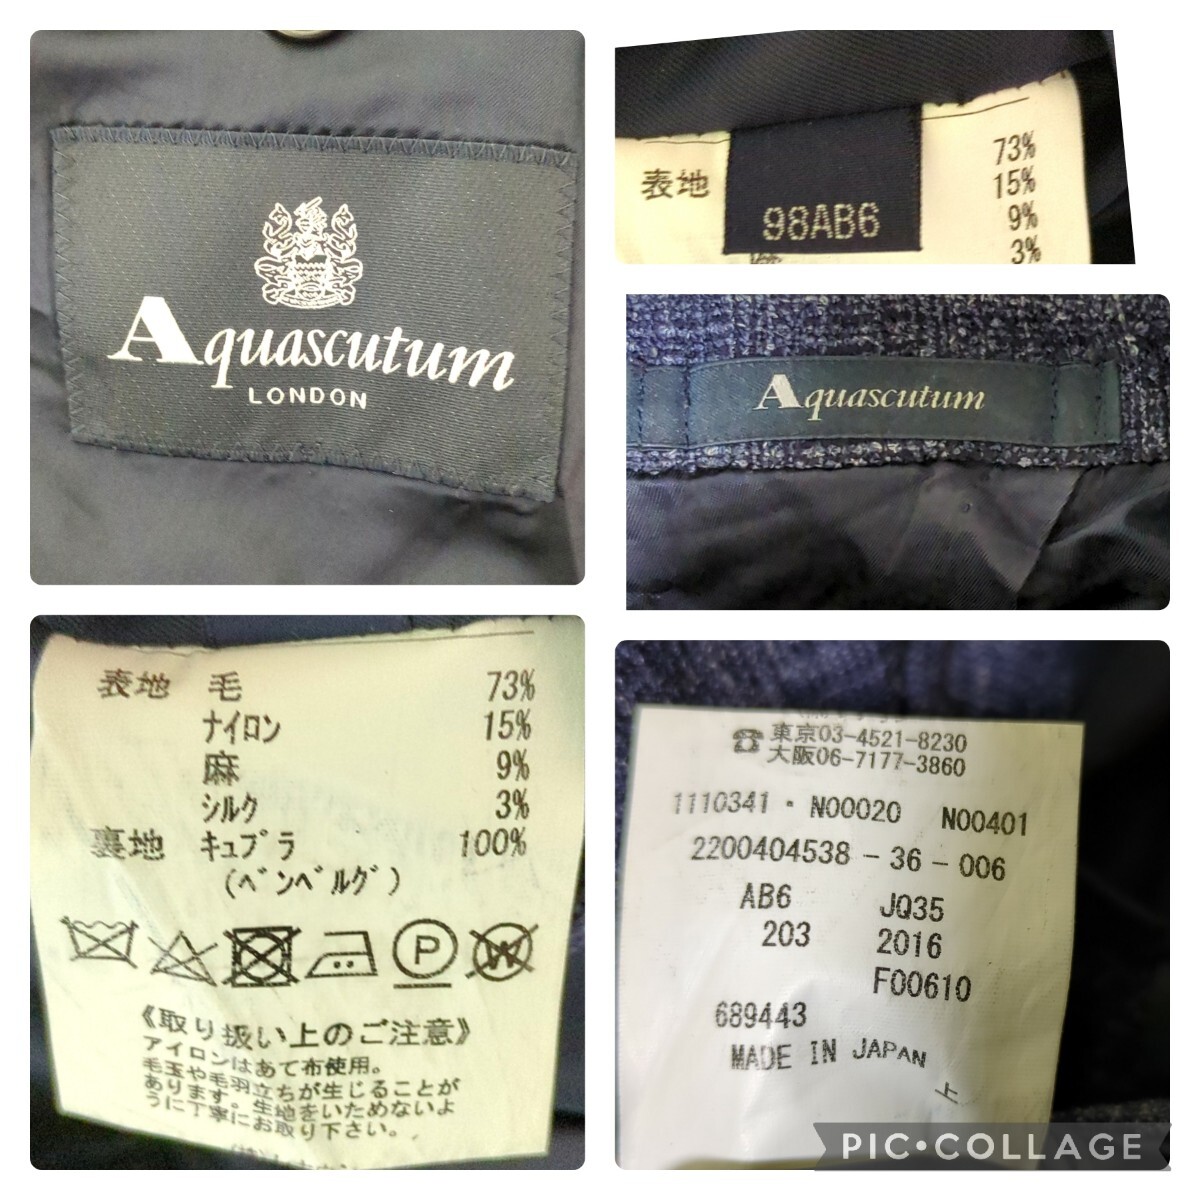 Aquascutum
LONDON
表地
98AB6
73%
15%
9%
3%
Aquascutum
表地 毛 73%
ナイロン 15%
麻 9%
シルク 3%
裏地 キュプラ 100%
(ベンベルグ)
P
W
《取り扱い上のご注意》
アイロンはあて布使用。
毛玉や毛羽立ちが生じることが
あります。生地をいためないよ
うに丁寧にお取り下さい。
☎東京03-4521-8230
大阪06-7177-3860
1110341・N00020 N00401
2200404538-36-006
AB6 JQ35
203 2016
F00610
689443
MADE IN JAPAN
上
PIC•COLLAGE